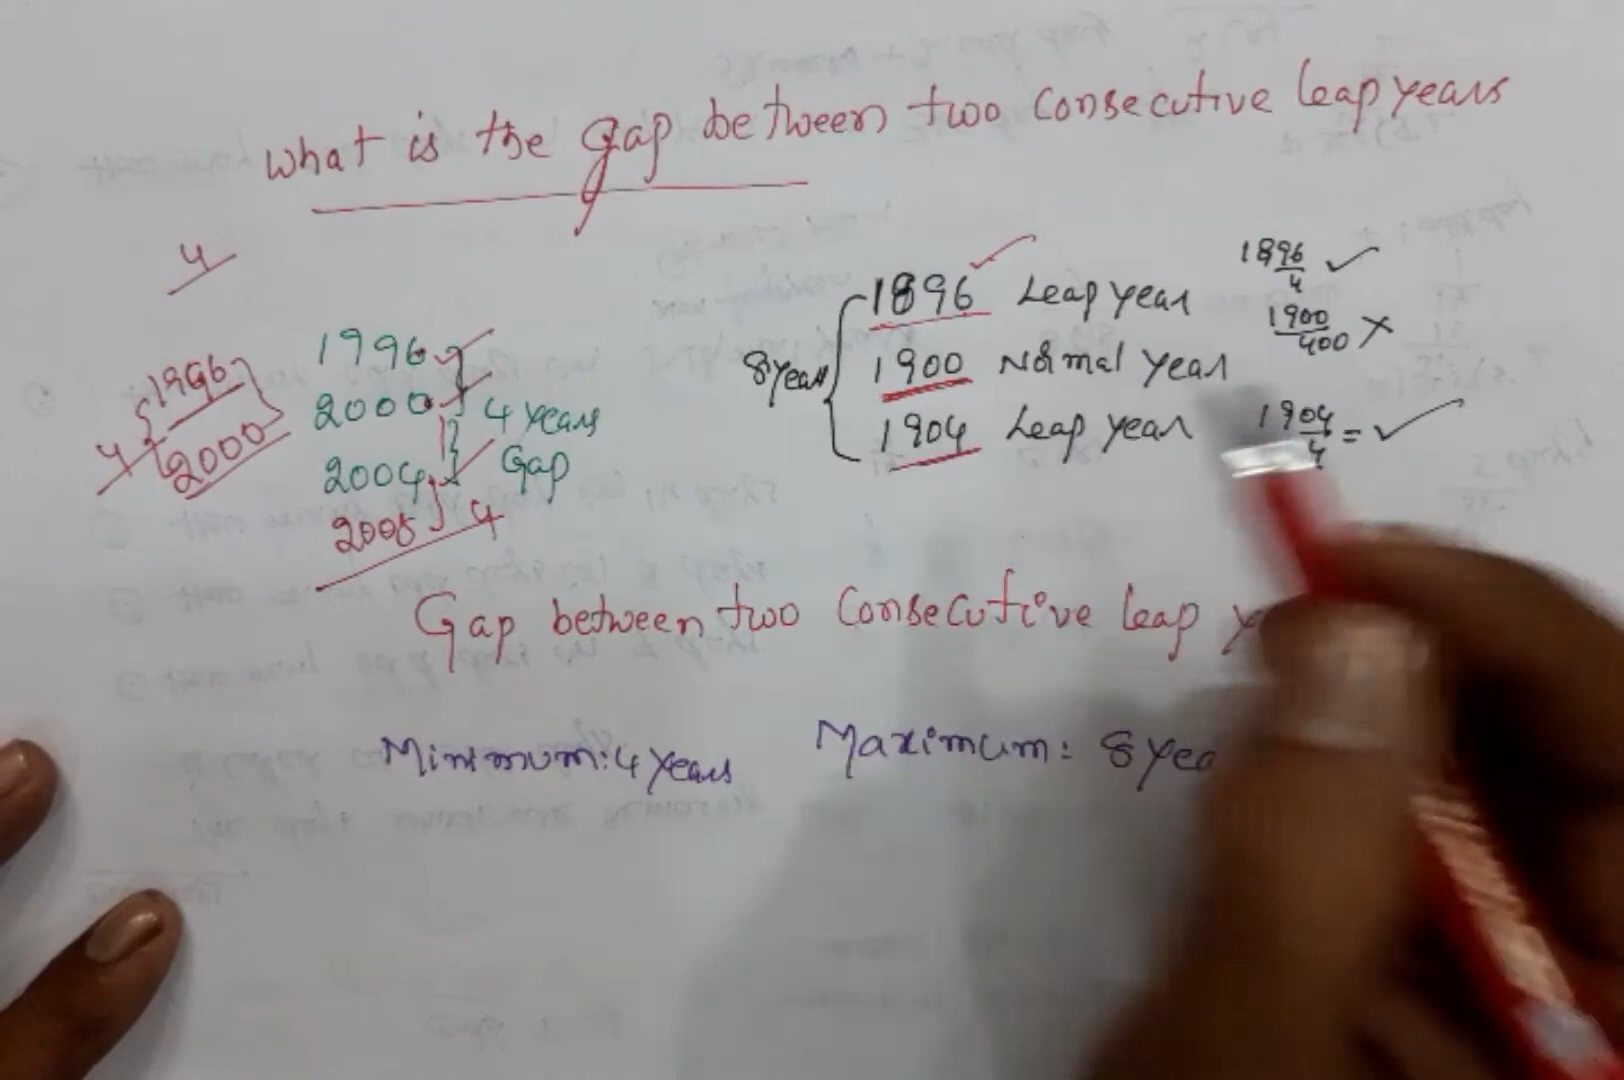 What is the gap between two consecutive leap years
4
1996
2000
4
1996
2000
2004
2008
4 years
Gap
4
8 years
1896 Leap year
1900 Normal year
1904 Leap year
1896/4 ✓
1900/400 ×
1904/4 = ✓
Gap between two consecutive leap
Minimum: 4 years Maximum: 8